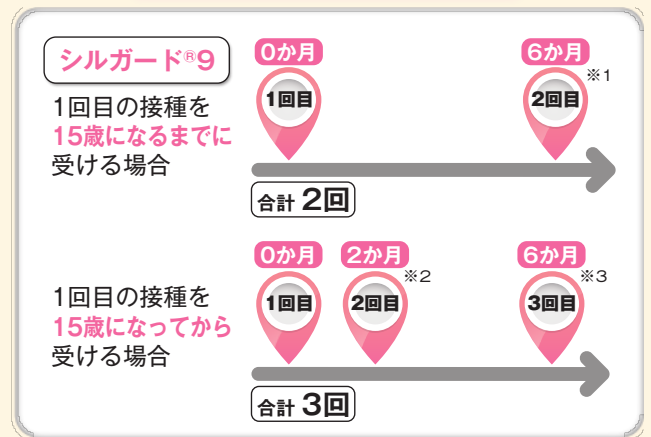 シルガード®9
1回目の接種を
15歳になるまでに
受ける場合
0か月
1回目
6か月
※1
2回目
合計 2回
1回目の接種を
15歳になってから
受ける場合
0か月
1回目
2か月
※2
2回目
6か月
※3
3回目
合計 3回